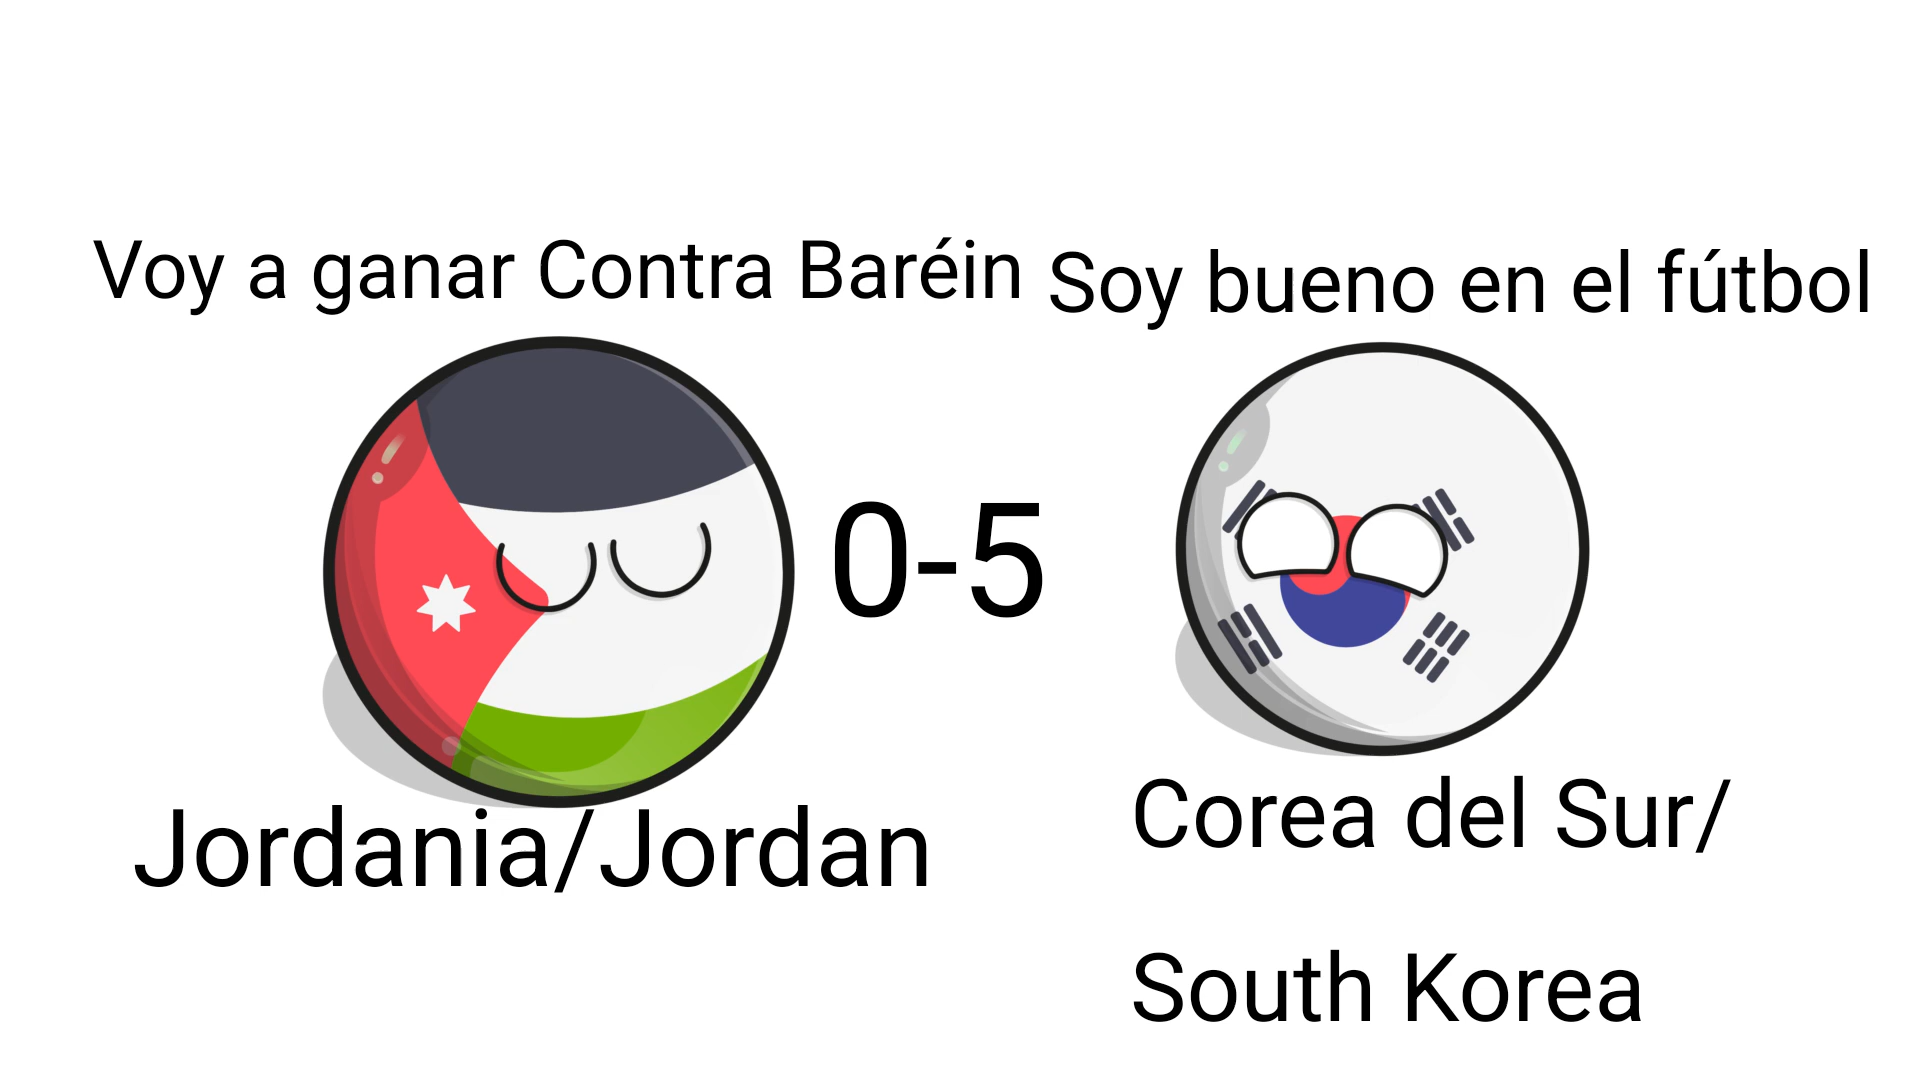 Voy a ganar Contra Baréin
Soy bueno en el fútbol
0-5
Jordania/Jordan
Corea del Sur/
South Korea